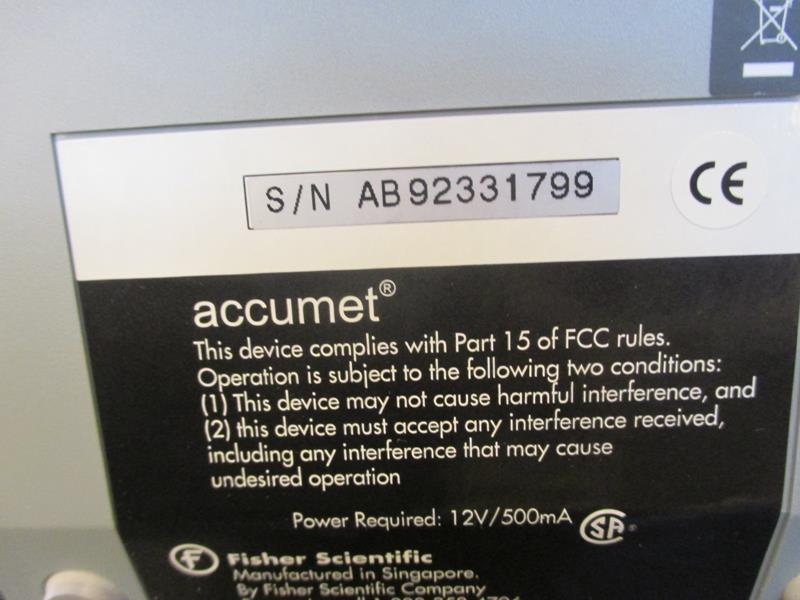 S/N AB92331799
CE
accumet®
This device complies with Part 15 of FCC rules.
Operation is subject to the following two conditions:
(1) This device may not cause harmful interference, and
(2) this device must accept any interference received,
including any interference that may cause
undesired operation
Power Required: 12V/500mA
SA
F Fisher Scientific
Manufactured in Singapore.
By Fisher Scientific Company